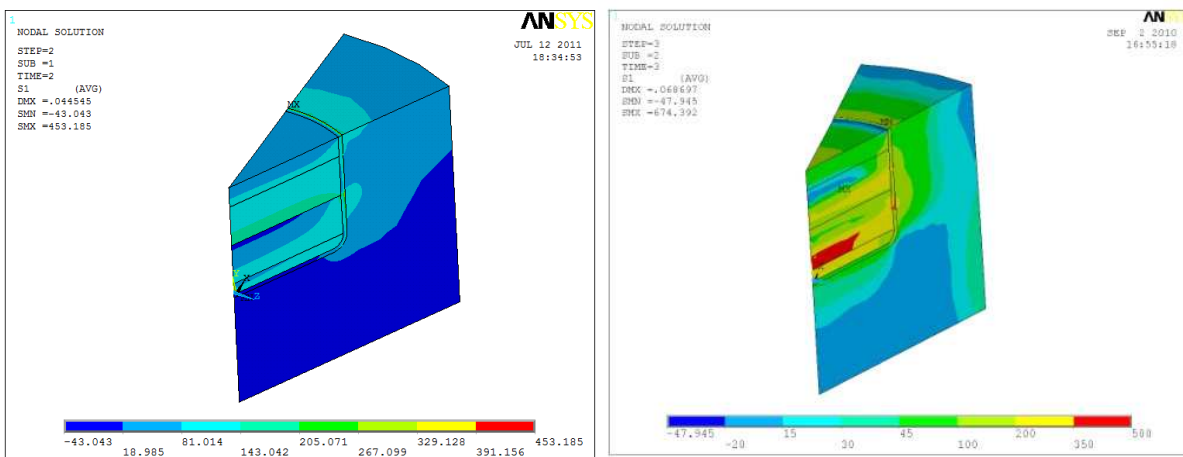 1
ANSYS
NODAL SOLUTION
JUL 12 2011
18:34:53
STEP=2
SUB =1
TIME=2
S1 (AVG)
DMX =.044545
SMN =-43.043
SMX =453.185
MX
Y
X
Z
-43.043 81.014 205.071 329.128 453.185
18.985 143.042 267.099 391.156
1
ANSYS
NODAL SOLUTION
SEP 2 2010
16:55:18
STEP=3
SUB =2
TIME=3
S1 (AVG)
DMX =.068697
SMN =-47.945
SMX =674.392
MX
-47.945 15 45 200 500
-20 30 100 350